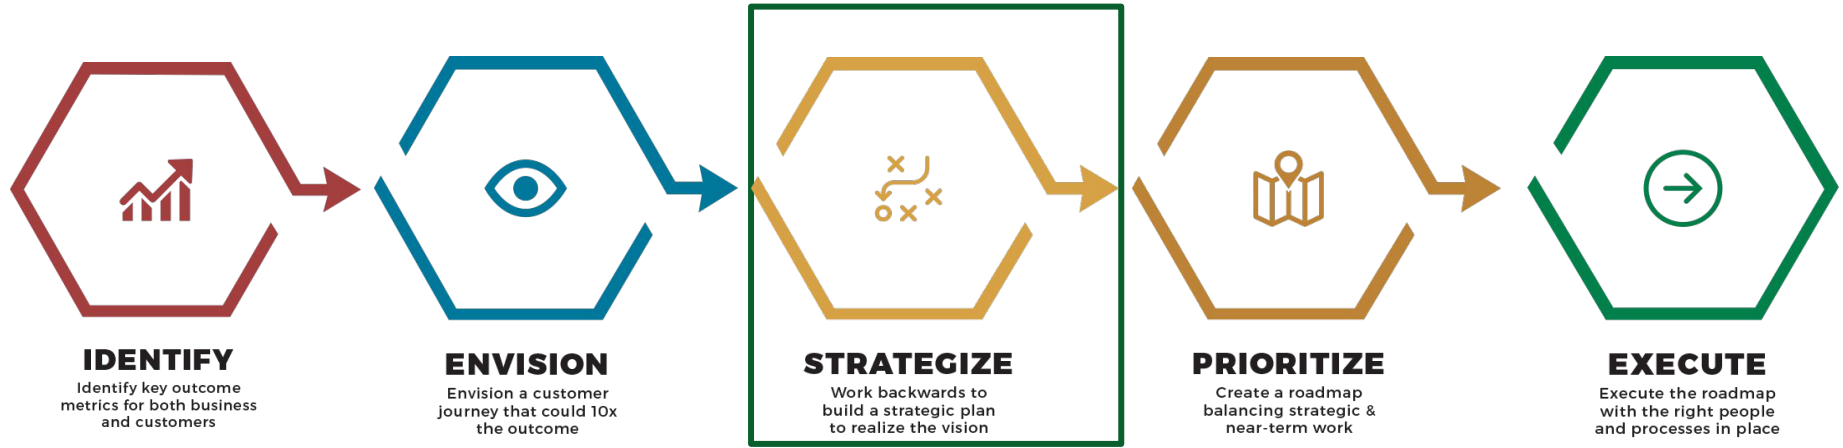 IDENTIFY
Identify key outcome
metrics for both business
and customers
ENVISION
Envision a customer
journey that could 10x
the outcome
STRATEGIZE
Work backwards to
build a strategic plan
to realize the vision
PRIORITIZE
Create a roadmap
balancing strategic &
near-term work
EXECUTE
Execute the roadmap
with the right people
and processes in place